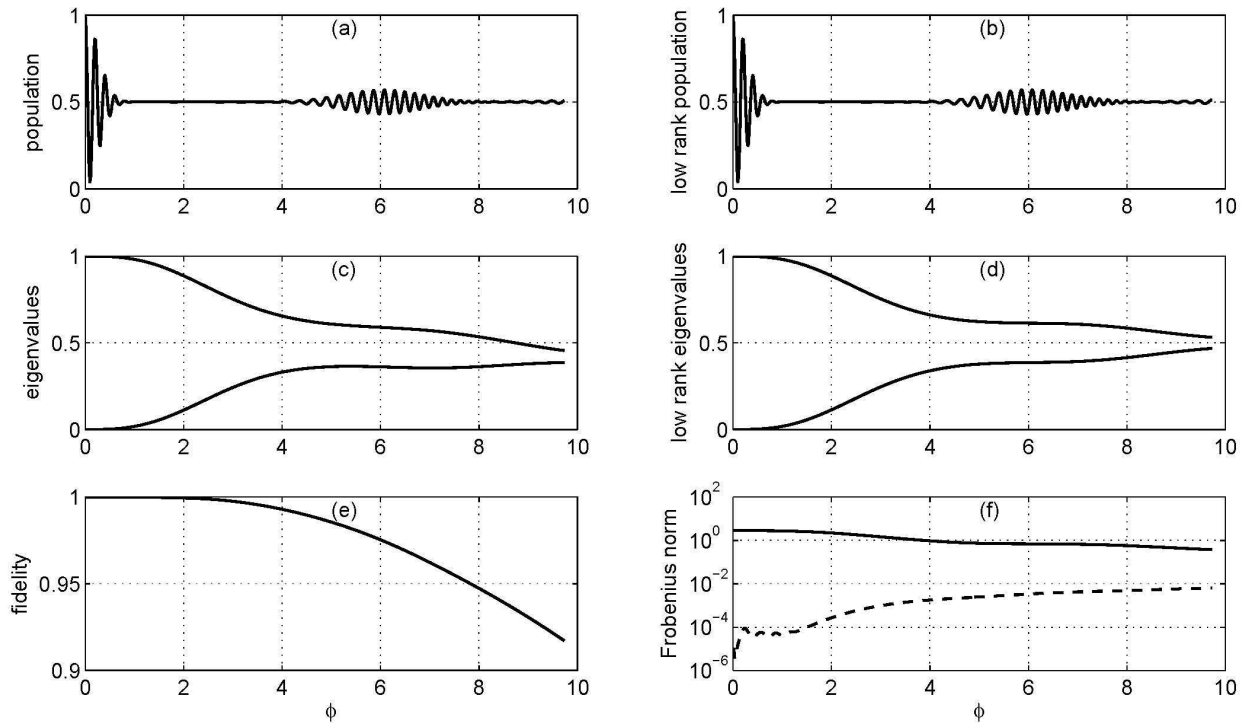 (a)
population
1
0.5
0
0 2 4 6 8 10
(b)
low rank population
1
0.5
0
0 2 4 6 8 10
(c)
eigenvalues
1
0.5
0
0 2 4 6 8 10
(d)
low rank eigenvalues
1
0.5
0
0 2 4 6 8 10
(e)
fidelity
1
0.95
0.9
0 2 4 6 8 10
ϕ
(f)
Frobenius norm
10²
10⁰
10⁻²
10⁻⁴
10⁻⁶
0 2 4 6 8 10
ϕ